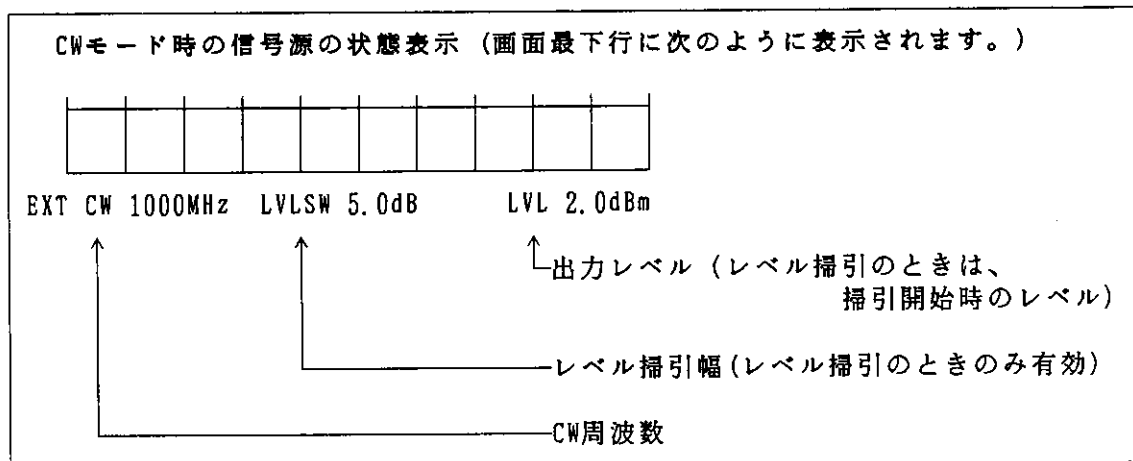 CWモード時の信号源の状態表示 (画面最下行に次のように表示されます。)
EXT CW 1000MHz LVLSW 5.0dB LVL 2.0dBm
出力レベル (レベル掃引のときは、
掃引開始時のレベル)
レベル掃引幅(レベル掃引のときのみ有効)
CW周波数